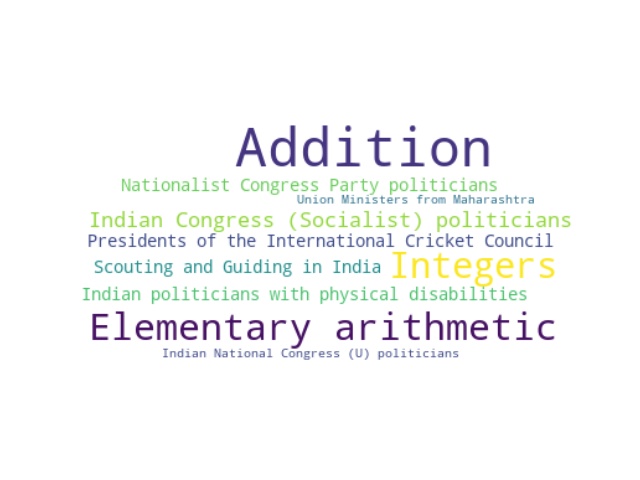 Addition
Nationalist Congress Party politicians
Union Ministers from Maharashtra
Indian Congress (Socialist) politicians
Presidents of the International Cricket Council
Scouting and Guiding in India
Integers
Indian politicians with physical disabilities
Elementary arithmetic
Indian National Congress (U) politicians